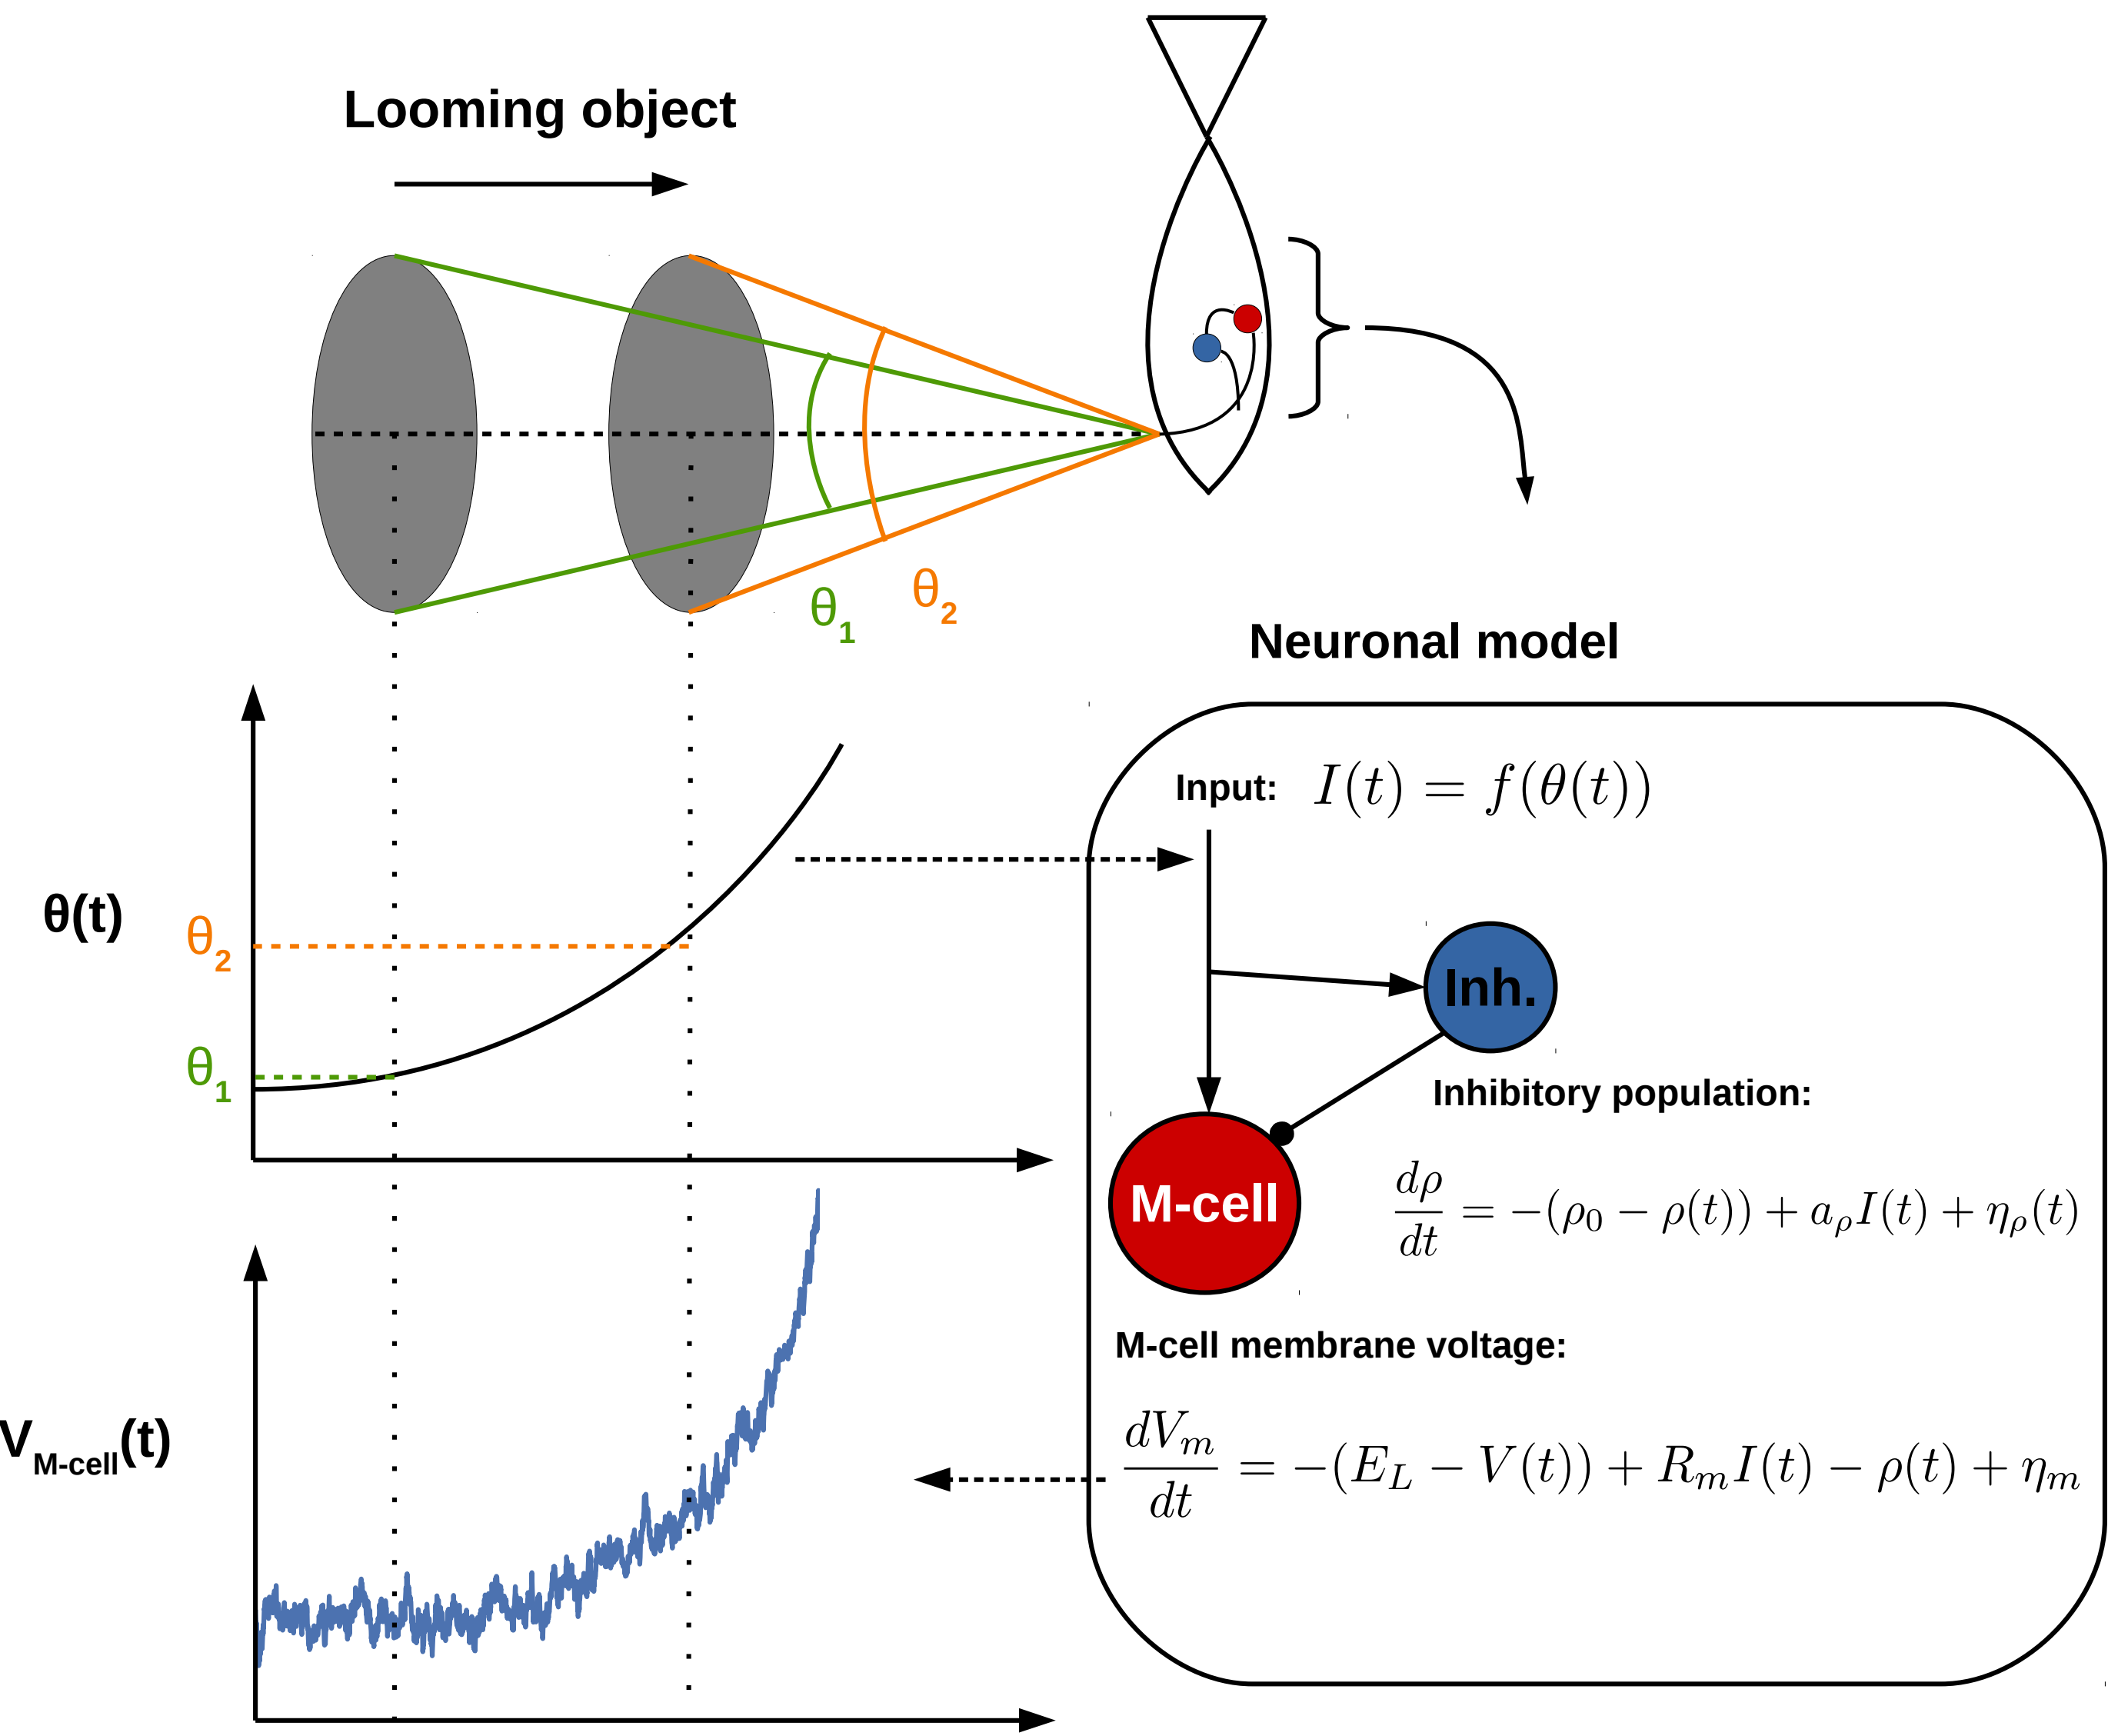 Looming object
θ1
θ2
Neuronal model
Input: I(t) = f(θ(t))
θ(t)
θ2
θ1
Inh.
Inhibitory population:
M-cell
dρ/dt = −(ρ0 − ρ(t)) + aρI(t) + ηρ(t)
M-cell membrane voltage:
VM-cell(t)
dVm/dt = −(EL − V(t)) + RmI(t) − ρ(t) + ηm